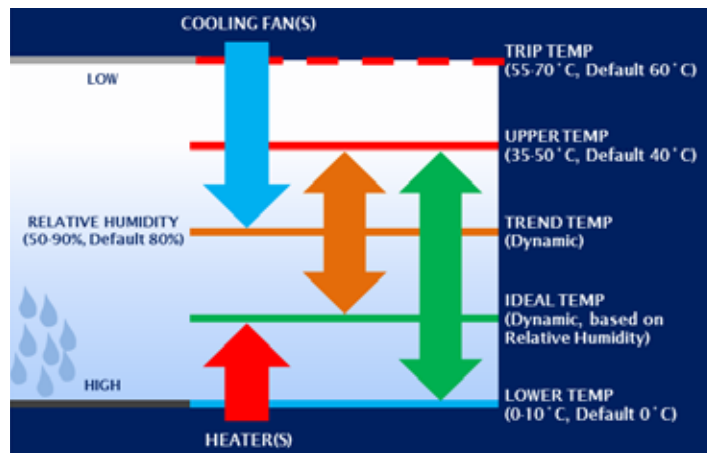 COOLING FAN(S)
TRIP TEMP
(55-70˚C, Default 60˚C)
LOW
UPPER TEMP
(35-50˚C, Default 40˚C)
RELATIVE HUMIDITY
(50-90%, Default 80%)
TREND TEMP
(Dynamic)
IDEAL TEMP
(Dynamic, based on
Relative Humidity)
HIGH
LOWER TEMP
(0-10˚C, Default 0˚C)
HEATER(S)